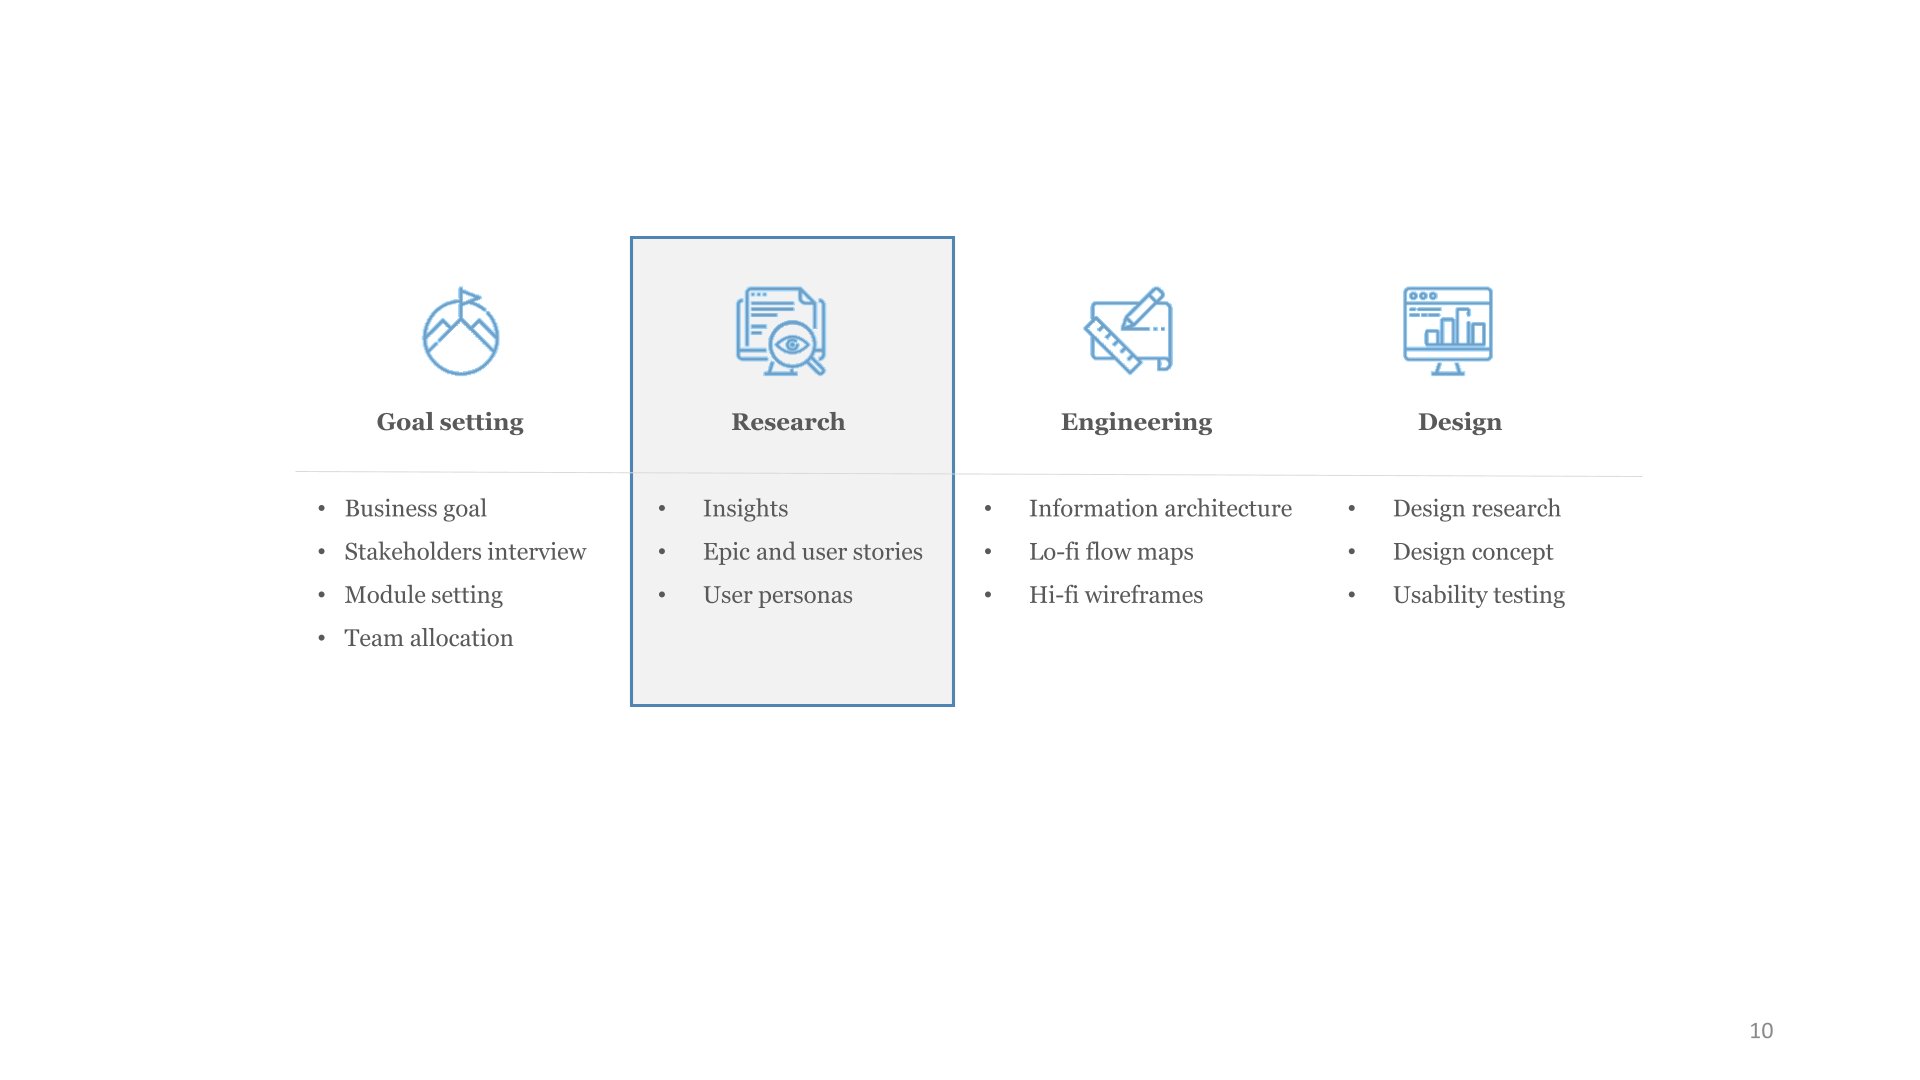 Goal setting
• Business goal
• Stakeholders interview
• Module setting
• Team allocation
Research
• Insights
• Epic and user stories
• User personas
Engineering
• Information architecture
• Lo-fi flow maps
• Hi-fi wireframes
Design
• Design research
• Design concept
• Usability testing
10